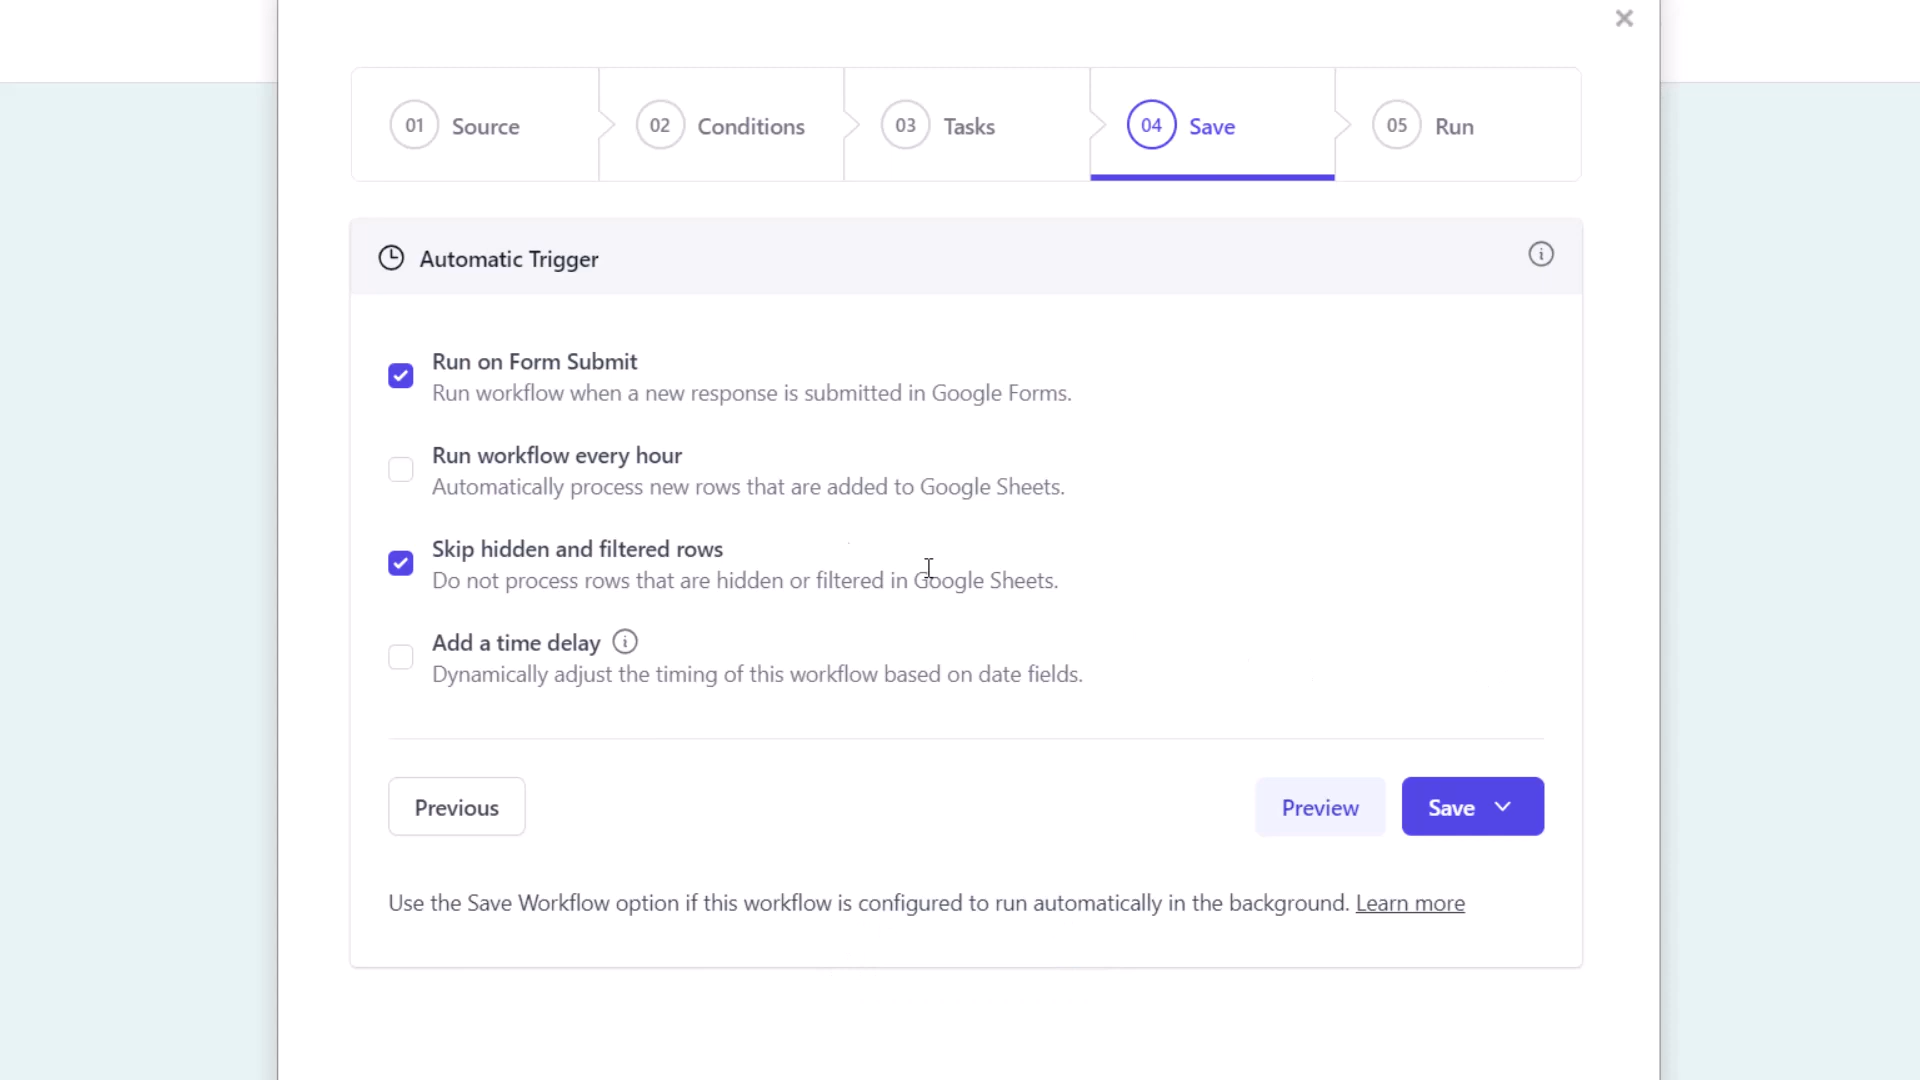 01 Source 02 Conditions 03 Tasks 04 Save 05 Run
Automatic Trigger
Run on Form Submit
Run workflow when a new response is submitted in Google Forms.
Run workflow every hour
Automatically process new rows that are added to Google Sheets.
Skip hidden and filtered rows
Do not process rows that are hidden or filtered in Google Sheets.
Add a time delay
Dynamically adjust the timing of this workflow based on date fields.
Previous Preview Save
Use the Save Workflow option if this workflow is configured to run automatically in the background. Learn more